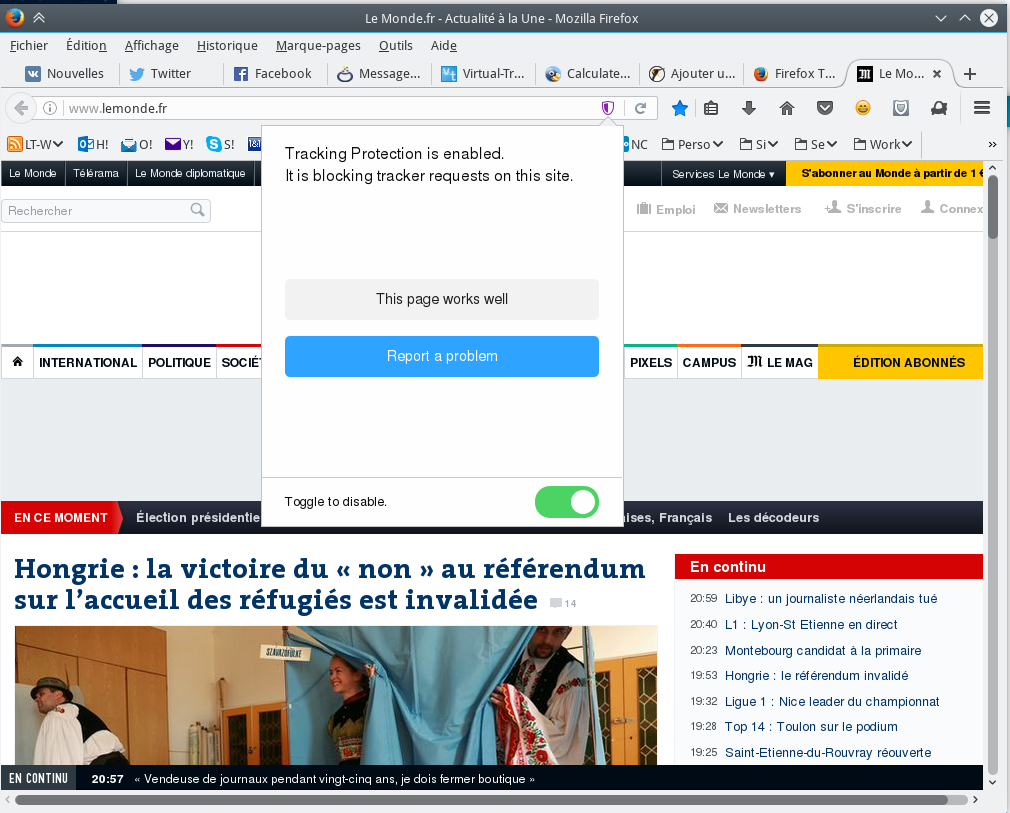 Le Monde.fr - Actualité à la Une - Mozilla Firefox
Fichier Édition Affichage Historique Marque-pages Outils Aide
Nouvelles Twitter Facebook Message... Virtual-Tr... Calculate... Ajouter u... Firefox T... Le Mo...
www.lemonde.fr
LT-W H! O! Y! S! NC Perso Si Se Work »
Tracking Protection is enabled.
It is blocking tracker requests on this site.
This page works well
Report a problem
Toggle to disable.
Le Monde Télérama Le Monde diplomatique Services Le Monde ▾ S'abonner au Monde à partir de 1 €
Rechercher Emploi Newsletters S'inscrire Connex
INTERNATIONAL POLITIQUE SOCIÉT PIXELS CAMPUS M LE MAG ÉDITION ABONNÉS
EN CE MOMENT Élection présidentie aises, Français Les décodeurs
Hongrie : la victoire du « non » au référendum
sur l'accueil des réfugiés est invalidée 14
SZAVAZÓFÜLKE
En continu
20:59 Libye : un journaliste néerlandais tué
20:40 L1 : Lyon-St Etienne en direct
20:23 Montebourg candidat à la primaire
19:53 Hongrie : le référendum invalidé
19:32 Ligue 1 : Nice leader du championnat
19:28 Top 14 : Toulon sur le podium
19:25 Saint-Etienne-du-Rouvray réouverte
EN CONTINU 20:57 « Vendeuse de journaux pendant vingt-cinq ans, je dois fermer boutique »